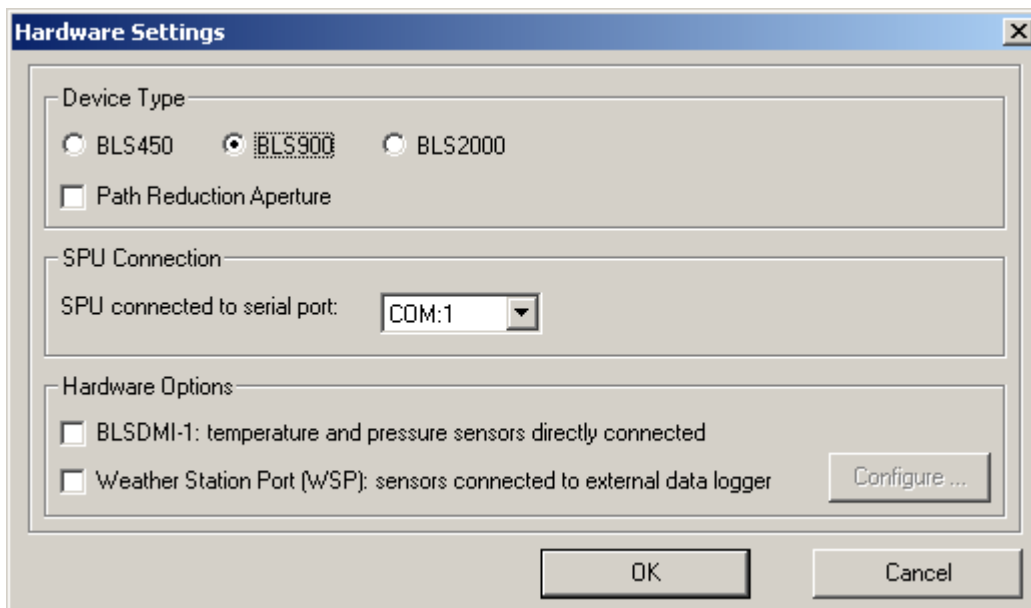 Hardware Settings
Device Type
BLS450 BLS900 BLS2000
Path Reduction Aperture
SPU Connection
SPU connected to serial port: COM:1
Hardware Options
BLSDMI-1: temperature and pressure sensors directly connected
Weather Station Port (WSP): sensors connected to external data logger Configure ...
OK Cancel